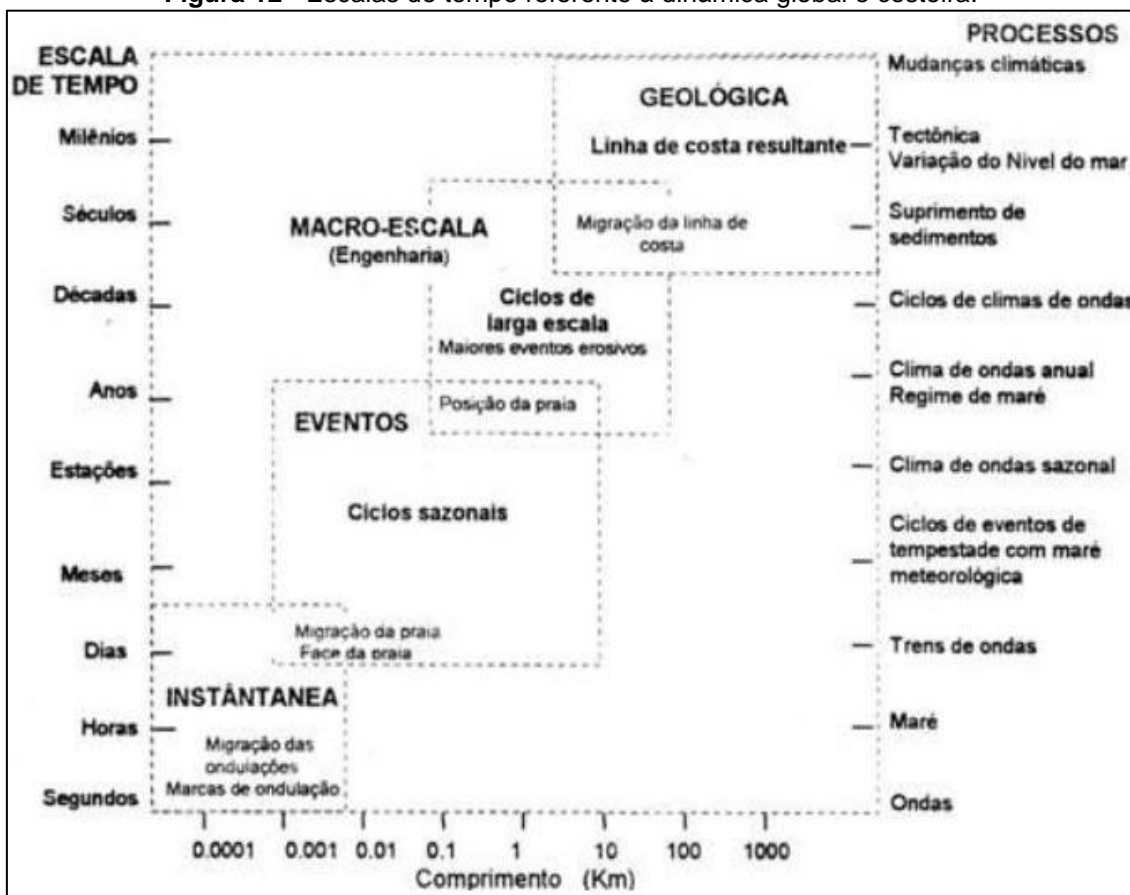 Figura 12 - Escalas de tempo referente à dinâmica global e costeira.
PROCESSOS
ESCALA
DE TEMPO
Mudanças climáticas
GEOLÓGICA
Milênios
Linha de costa resultante
Tectônica
Variação do Nivel do mar
Séculos
MACRO-ESCALA
(Engenharia)
Migração da linha de
costa
Suprimento de
sedimentos
Décadas
Ciclos de
larga escala
Maiores eventos erosivos
Ciclos de climas de ondas
Anos
Posição da praia
Clima de ondas anual
Regime de maré
EVENTOS
Estações
Clima de ondas sazonal
Ciclos sazonais
Ciclos de eventos de
tempestade com maré
meteorológica
Meses
Migração da praia
Face da praia
Dias
Trens de ondas
INSTÂNTANEA
Horas
Maré
Migração das
ondulações
Marcas de ondulação
Segundos
Ondas
0.0001 0.001 0.01 0.1 1 10 100 1000
Comprimento (Km)